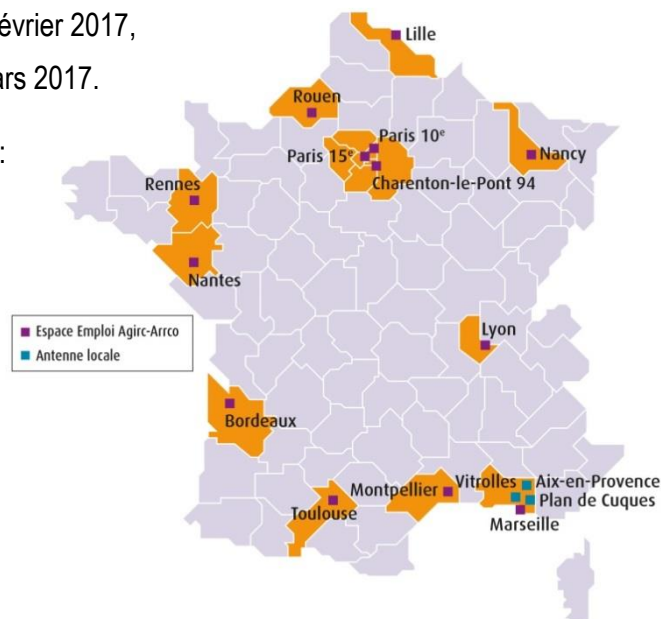 évrier 2017,
ars 2017.
:
Lille
Rouen
Paris 10e
Paris 15e
Nancy
Charenton-le-Pont 94
Rennes
Nantes
Espace Emploi Agirc-Arrco
Antenne locale
Lyon
Bordeaux
Vitrolles
Aix-en-Provence
Montpellier
Plan de Cuques
Toulouse
Marseille